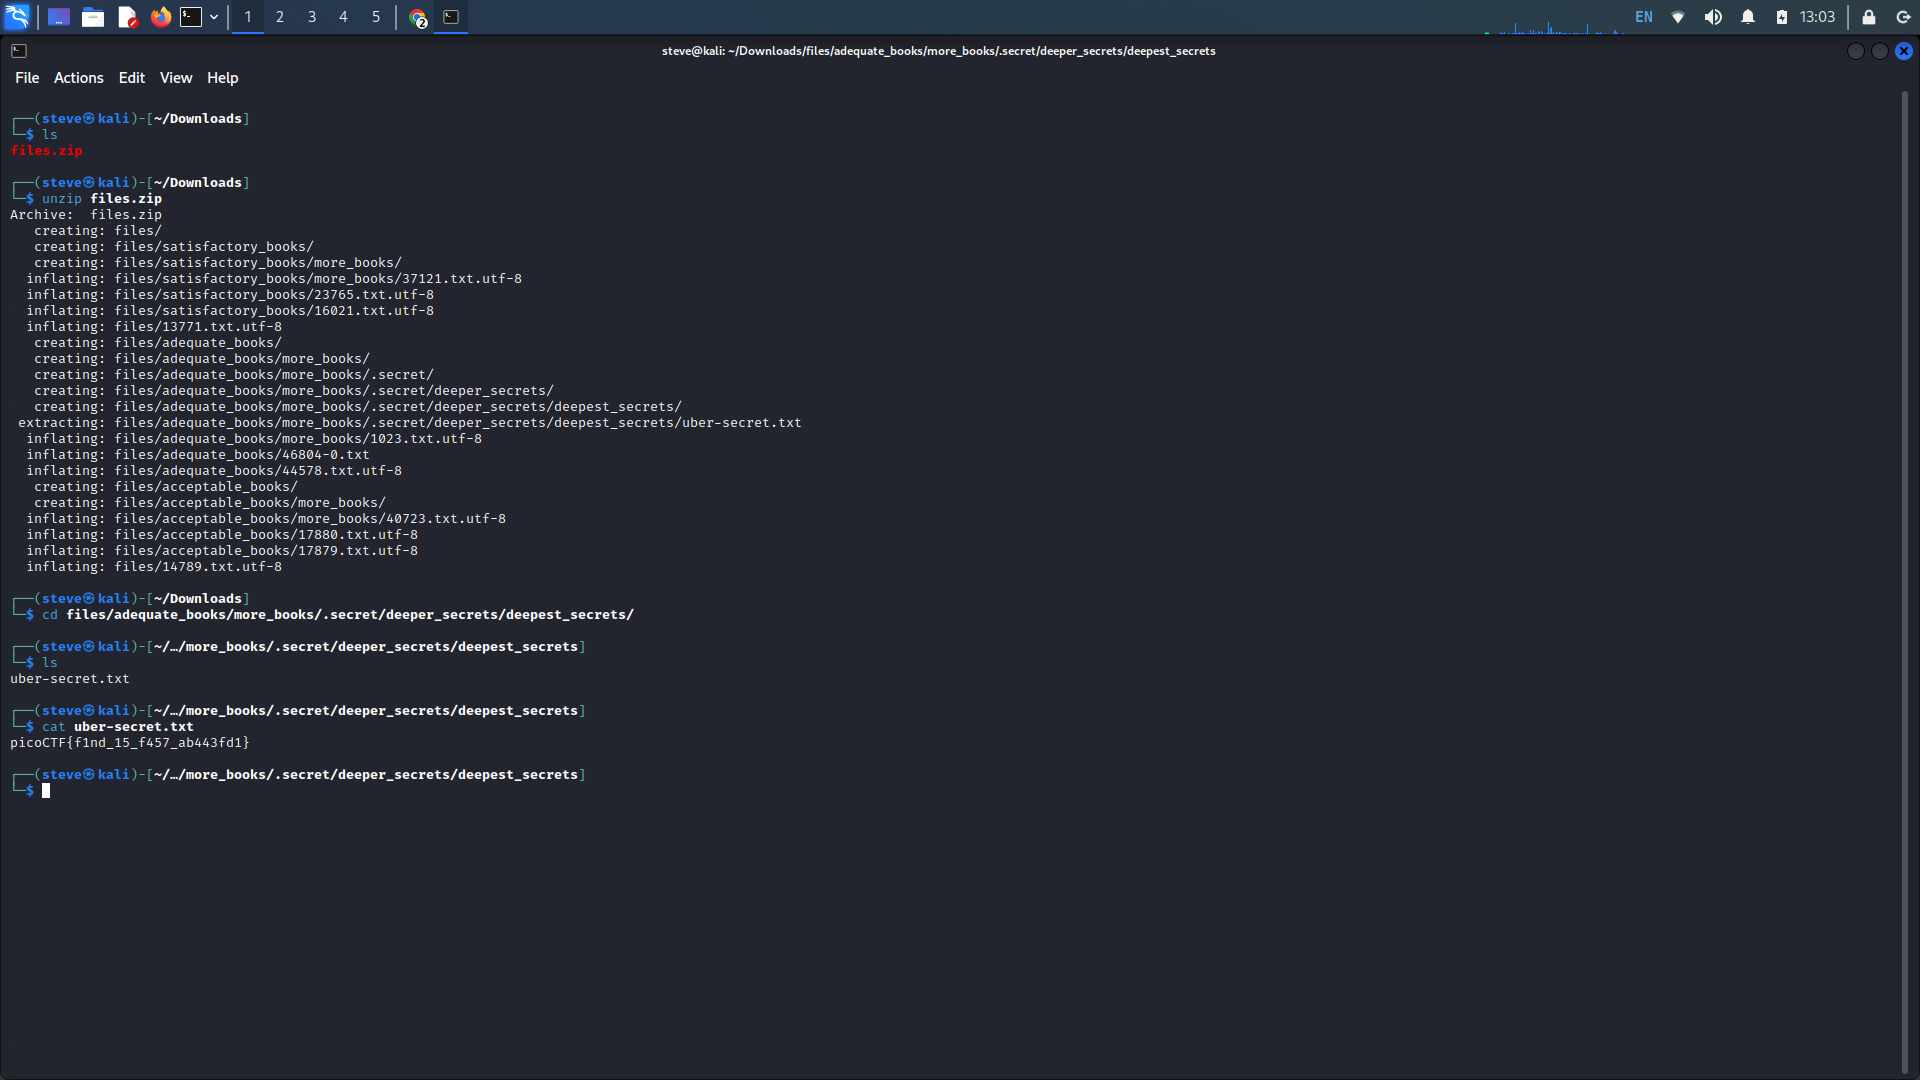 1 2 3 4 5 2 EN 13:03
steve@kali: ~/Downloads/files/adequate_books/more_books/.secret/deeper_secrets/deepest_secrets
File Actions Edit View Help
┌──(steve㉿kali)-[~/Downloads]
└─$ ls
files.zip
┌──(steve㉿kali)-[~/Downloads]
└─$ unzip files.zip
Archive:  files.zip
   creating: files/
   creating: files/satisfactory_books/
   creating: files/satisfactory_books/more_books/
  inflating: files/satisfactory_books/more_books/37121.txt.utf-8
  inflating: files/satisfactory_books/23765.txt.utf-8
  inflating: files/satisfactory_books/16021.txt.utf-8
  inflating: files/13771.txt.utf-8
   creating: files/adequate_books/
   creating: files/adequate_books/more_books/
   creating: files/adequate_books/more_books/.secret/
   creating: files/adequate_books/more_books/.secret/deeper_secrets/
   creating: files/adequate_books/more_books/.secret/deeper_secrets/deepest_secrets/
 extracting: files/adequate_books/more_books/.secret/deeper_secrets/deepest_secrets/uber-secret.txt
  inflating: files/adequate_books/more_books/1023.txt.utf-8
  inflating: files/adequate_books/46804-0.txt
  inflating: files/adequate_books/44578.txt.utf-8
   creating: files/acceptable_books/
   creating: files/acceptable_books/more_books/
  inflating: files/acceptable_books/more_books/40723.txt.utf-8
  inflating: files/acceptable_books/17880.txt.utf-8
  inflating: files/acceptable_books/17879.txt.utf-8
  inflating: files/14789.txt.utf-8
┌──(steve㉿kali)-[~/Downloads]
└─$ cd files/adequate_books/more_books/.secret/deeper_secrets/deepest_secrets/
┌──(steve㉿kali)-[~/…/more_books/.secret/deeper_secrets/deepest_secrets]
└─$ ls
uber-secret.txt
┌──(steve㉿kali)-[~/…/more_books/.secret/deeper_secrets/deepest_secrets]
└─$ cat uber-secret.txt
picoCTF{f1nd_15_f457_ab443fd1}
┌──(steve㉿kali)-[~/…/more_books/.secret/deeper_secrets/deepest_secrets]
└─$